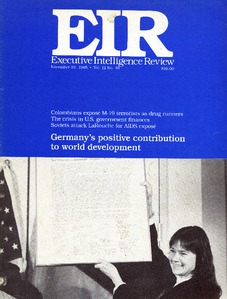 EIR
Executive Intelligence Review
Colombians expose M-19 terrorists as drug runners
The crisis in U.S. government finances
Soviets attack LaRouche for AIDS exposé
Germany's positive contribution
to world development